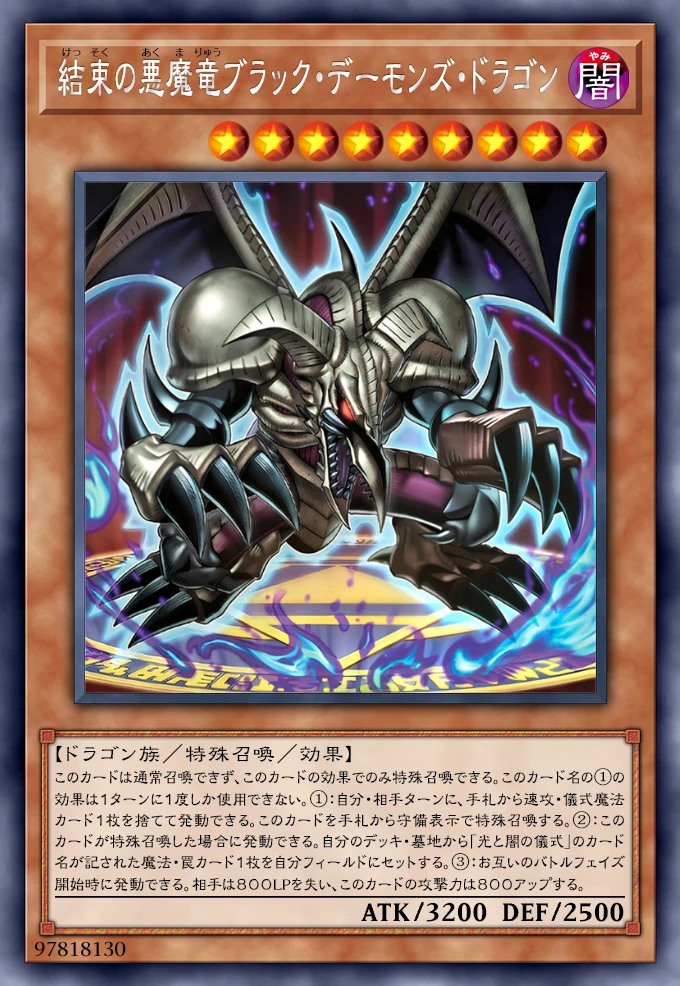 けっそく あくま りゅう
結束の悪魔竜ブラック・デーモンズ・ドラゴン
やみ
闇
【ドラゴン族／特殊召喚／効果】
このカードは通常召喚できず、このカードの効果でのみ特殊召喚できる。このカード名の①の
効果は1ターンに1度しか使用できない。①：自分・相手ターンに、手札から速攻・儀式魔法
カード1枚を捨てて発動できる。このカードを手札から守備表示で特殊召喚する。②：この
カードが特殊召喚した場合に発動できる。自分のデッキ・墓地から「光と闇の儀式」のカード
名が記された魔法・罠カード1枚を自分フィールドにセットする。③：お互いのバトルフェイズ
開始時に発動できる。相手は800LPを失い、このカードの攻撃力は800アップする。
ATK/3200 DEF/2500
97818130